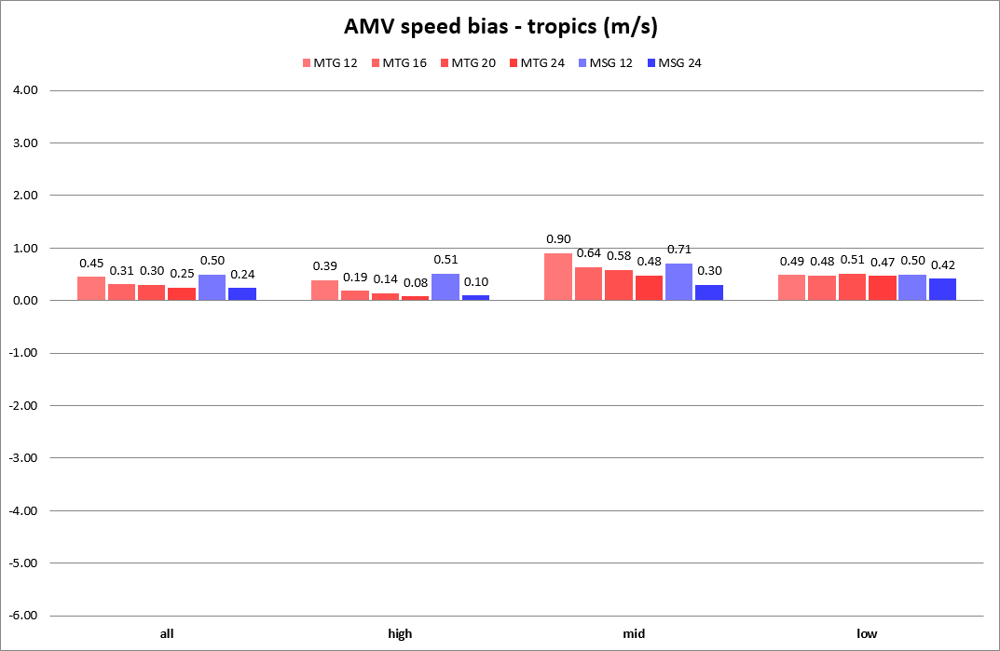 AMV speed bias - tropics (m/s)
MTG 12 MTG 16 MTG 20 MTG 24 MSG 12 MSG 24
4.00
3.00
2.00
1.00
0.00
-1.00
-2.00
-3.00
-4.00
-5.00
-6.00
0.45 0.31 0.30 0.25 0.50 0.24
0.39 0.19 0.14 0.08 0.51 0.10
0.90 0.64 0.58 0.48 0.71 0.30
0.49 0.48 0.51 0.47 0.50 0.42
all high mid low